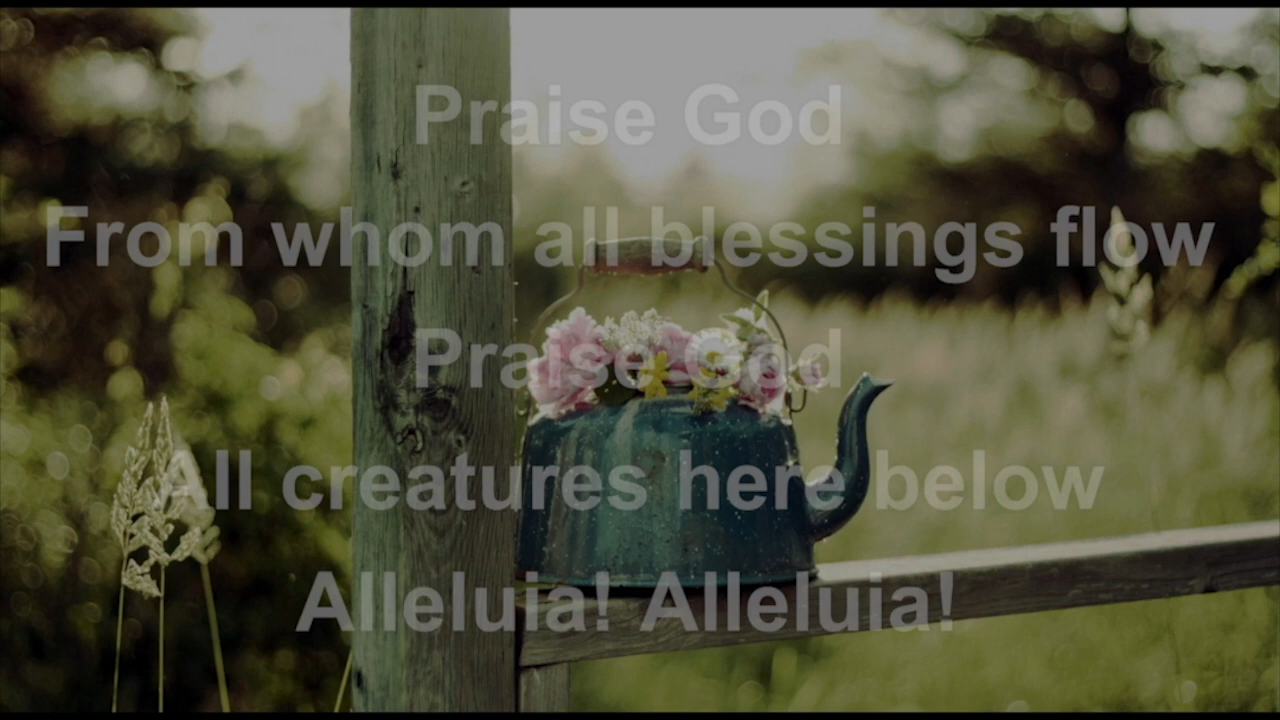 Praise God
From whom all blessings flow
Praise God
All creatures here below
Alleluia! Alleluia!